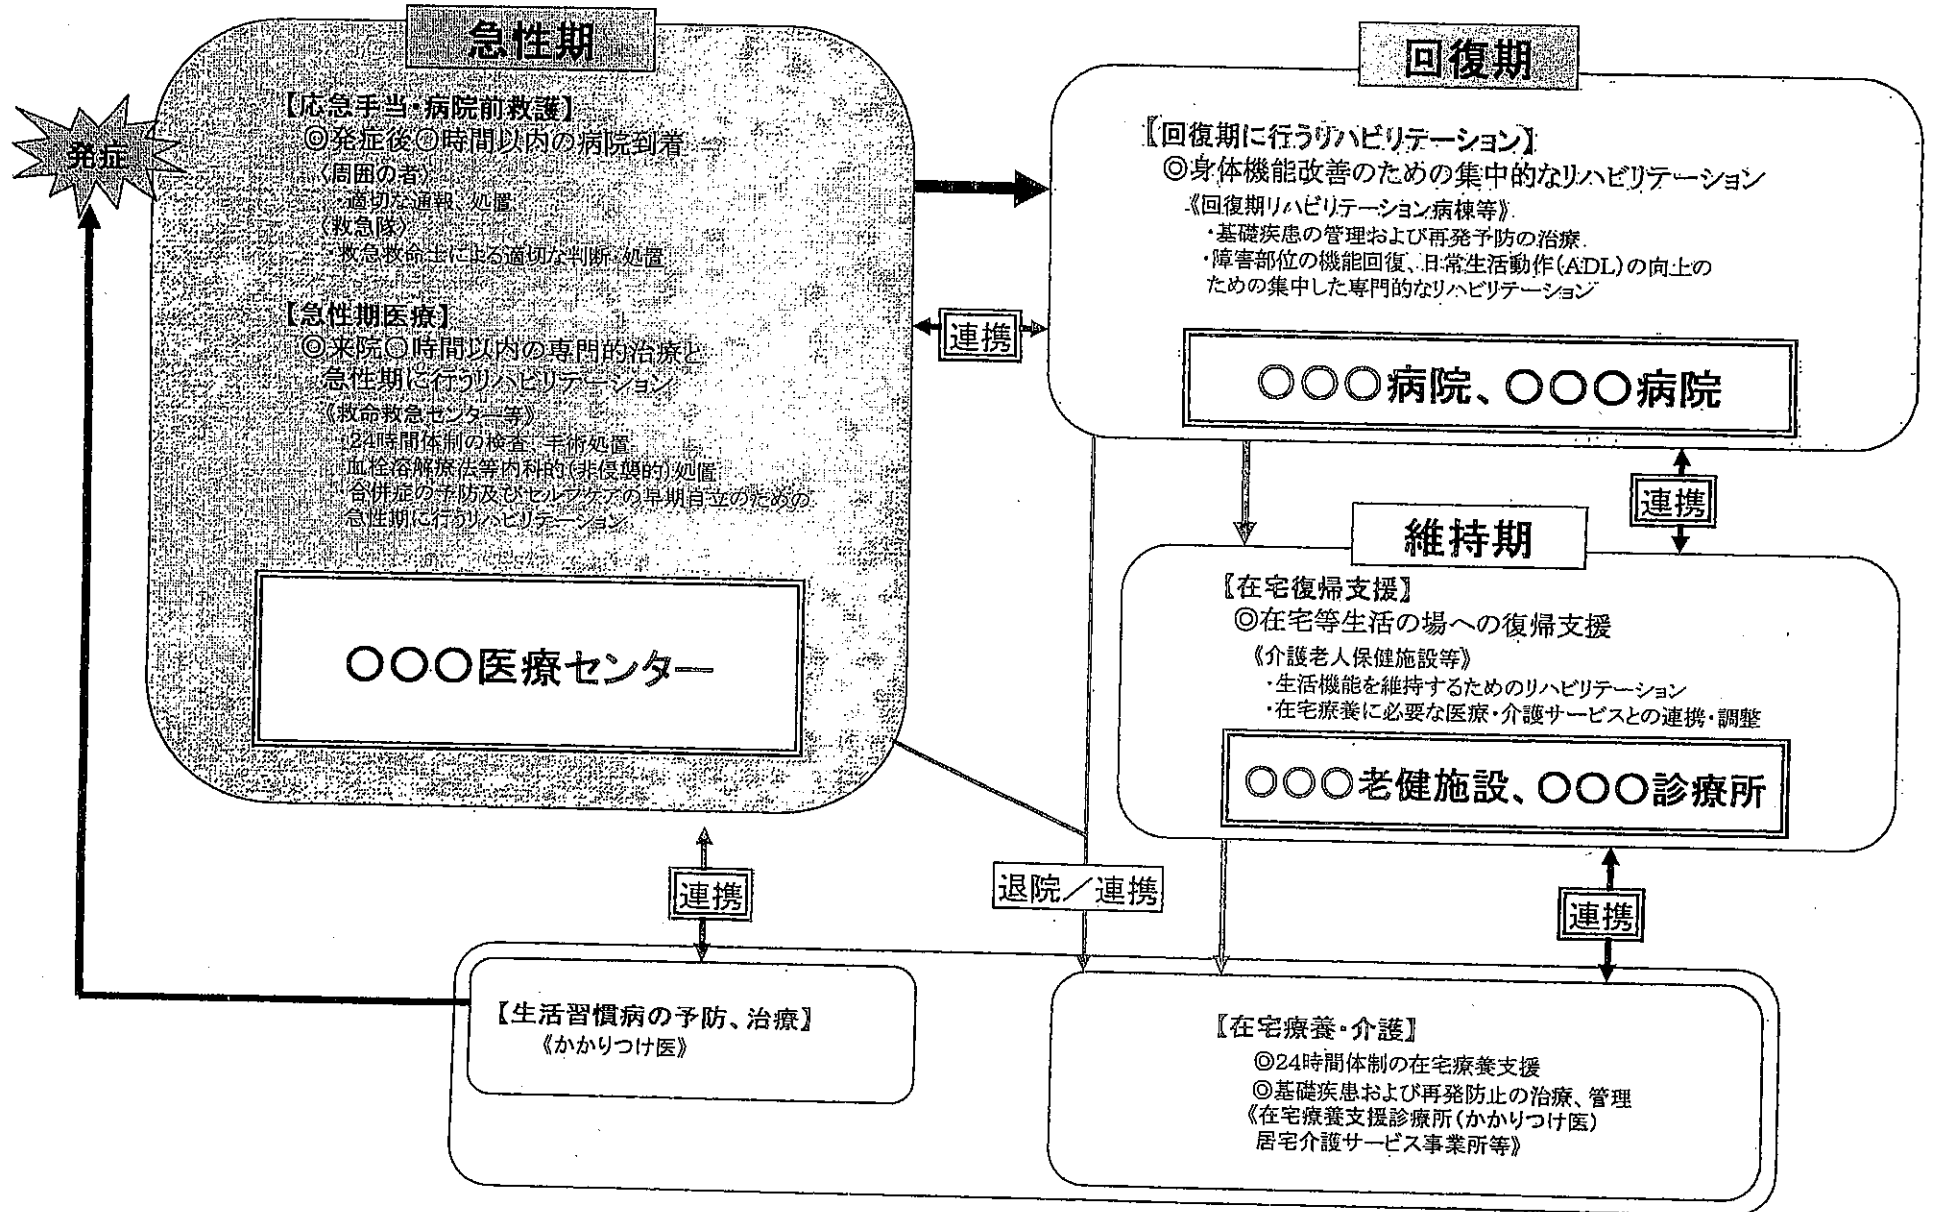 急性期
発症
【応急手当・病院前救護】
◎発症後〇時間以内の病院到着
〈周囲の者〉
・適切な通報、処置
〈救急隊〉
・救急救命士による適切な判断・処置
【急性期医療】
◎来院〇時間以内の専門的治療と
急性期に行うリハビリテーション
《救命救急センター等》
24時間体制の検査、手術処置
血栓溶解療法等内科的(非侵襲的)処置
合併症の予防及びセルフケアの早期自立のための
急性期に行うリハビリテーション
〇〇〇医療センター
連携
回復期
【回復期に行うリハビリテーション】
◎身体機能改善のための集中的なリハビリテーション
《回復期リハビリテーション病棟等》
・基礎疾患の管理および再発予防の治療
・障害部位の機能回復、日常生活動作(ADL)の向上の
ための集中した専門的なリハビリテーション
〇〇〇病院、〇〇〇病院
連携
維持期
【在宅復帰支援】
◎在宅等生活の場への復帰支援
《介護老人保健施設等》
・生活機能を維持するためのリハビリテーション
・在宅療養に必要な医療・介護サービスとの連携・調整
〇〇〇老健施設、〇〇〇診療所
連携
退院／連携
連携
【生活習慣病の予防、治療】
《かかりつけ医》
【在宅療養・介護】
◎24時間体制の在宅療養支援
◎基礎疾患および再発防止の治療、管理
《在宅療養支援診療所(かかりつけ医)
居宅介護サービス事業所等》